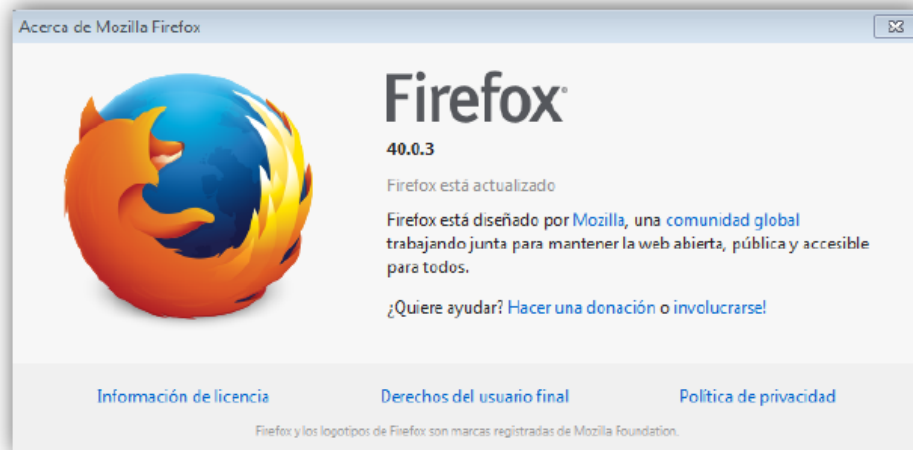 Acerca de Mozilla Firefox
Firefox
40.0.3
Firefox está actualizado
Firefox está diseñado por Mozilla, una comunidad global
trabajando junta para mantener la web abierta, pública y accesible
para todos.
¿Quiere ayudar? Hacer una donación o involucrarse!
Información de licencia
Derechos del usuario final
Política de privacidad
Firefox y los logotipos de Firefox son marcas registradas de Mozilla Foundation.